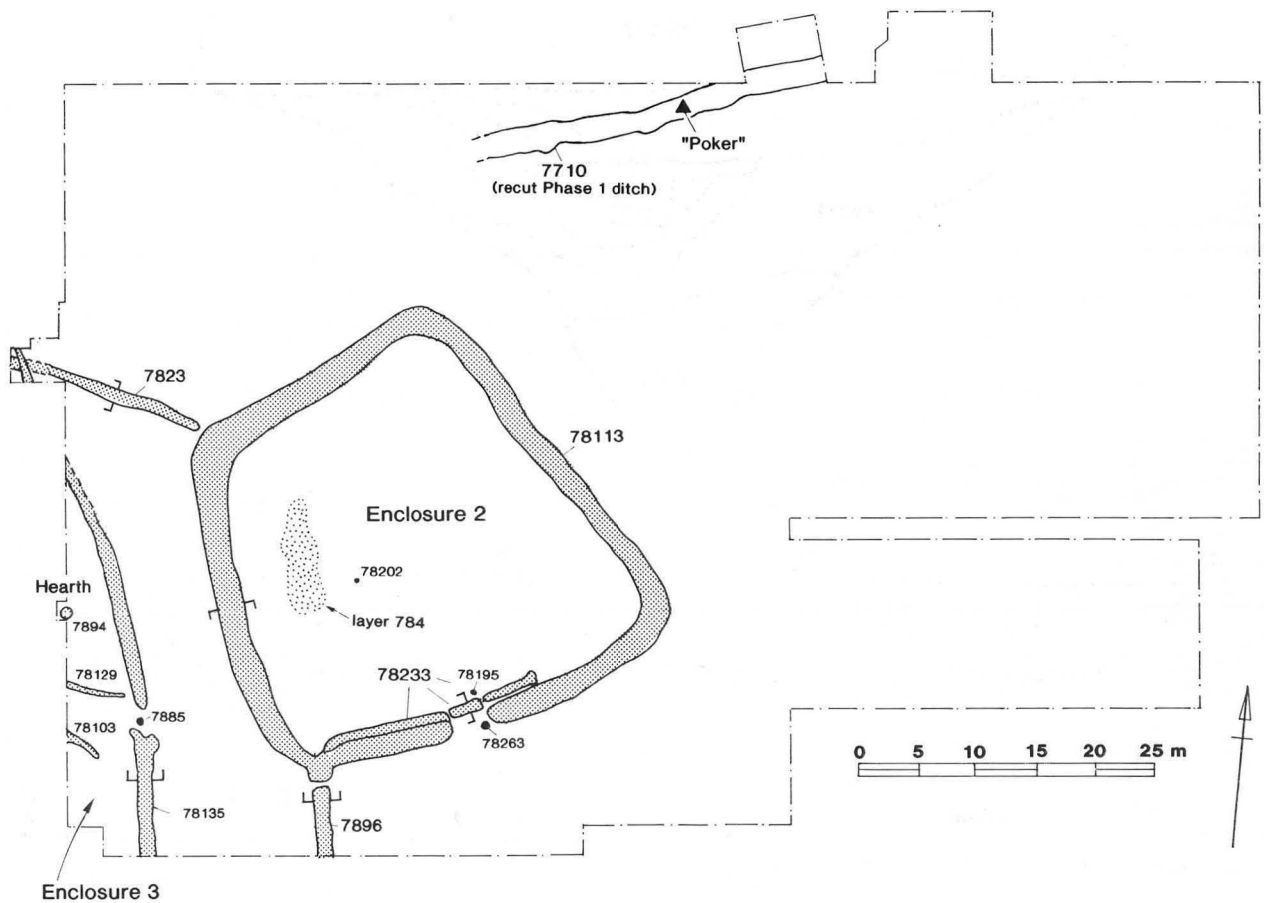 "Poker"
7710
(recut Phase 1 ditch)
7823
78113
Enclosure 2
78202
layer 784
Hearth
7894
78129
78103
7885
78233
78195
78263
78135
7896
0 5 10 15 20 25 m
Enclosure 3